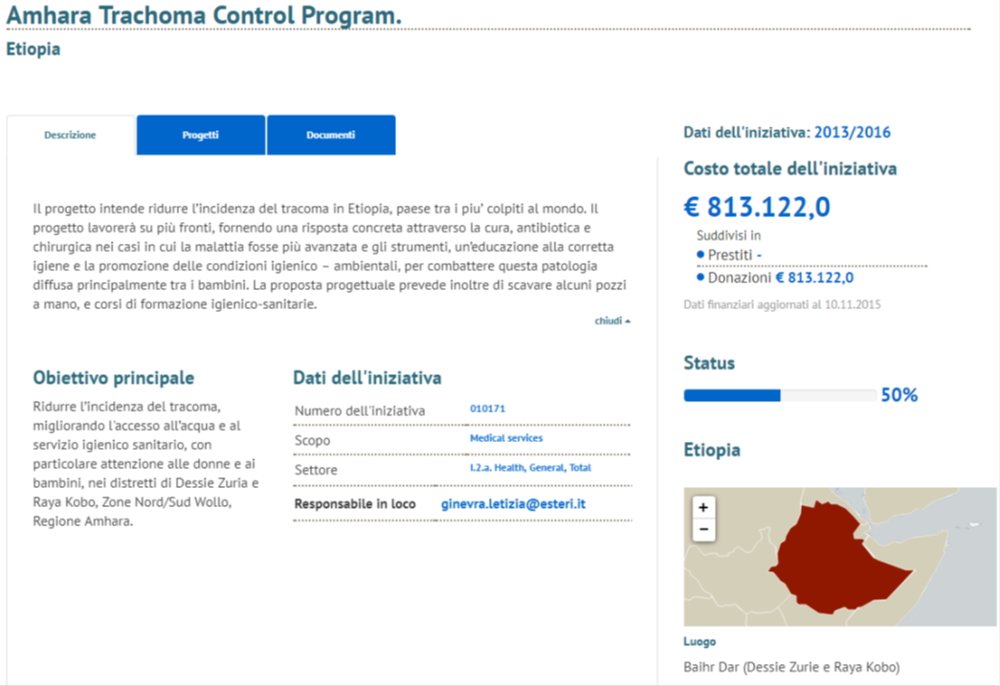 Amhara Trachoma Control Program.
Etiopia
Descrizione
Progetti
Documenti
Il progetto intende ridurre l'incidenza del tracoma in Etiopia, paese tra i piu' colpiti al mondo. Il
progetto lavorerà su più fronti, fornendo una risposta concreta attraverso la cura, antibiotica e
chirurgica nei casi in cui la malattia fosse più avanzata e gli strumenti, un'educazione alla corretta
igiene e la promozione delle condizioni igienico – ambientali, per combattere questa patologia
diffusa principalmente tra i bambini. La proposta progettuale prevede inoltre di scavare alcuni pozzi
a mano, e corsi di formazione igienico-sanitarie.
chiudi
Obiettivo principale
Ridurre l'incidenza del tracoma,
migliorando l'accesso all'acqua e al
servizio igienico sanitario, con
particolare attenzione alle donne e ai
bambini, nei distretti di Dessie Zuria e
Raya Kobo, Zone Nord/Sud Wollo,
Regione Amhara.
Dati dell'iniziativa
Numero dell'iniziativa 010171
Scopo Medical services
Settore I.2.a. Health, General, Total
Responsabile in loco ginevra.letizia@esteri.it
Dati dell'iniziativa: 2013/2016
Costo totale dell'iniziativa
€ 813.122,0
Suddivisi in
Prestiti -
Donazioni € 813.122,0
Dati finanziari aggiornati al 10.11.2015
Status
50%
Etiopia
+
−
Luogo
Baihr Dar (Dessie Zurie e Raya Kobo)